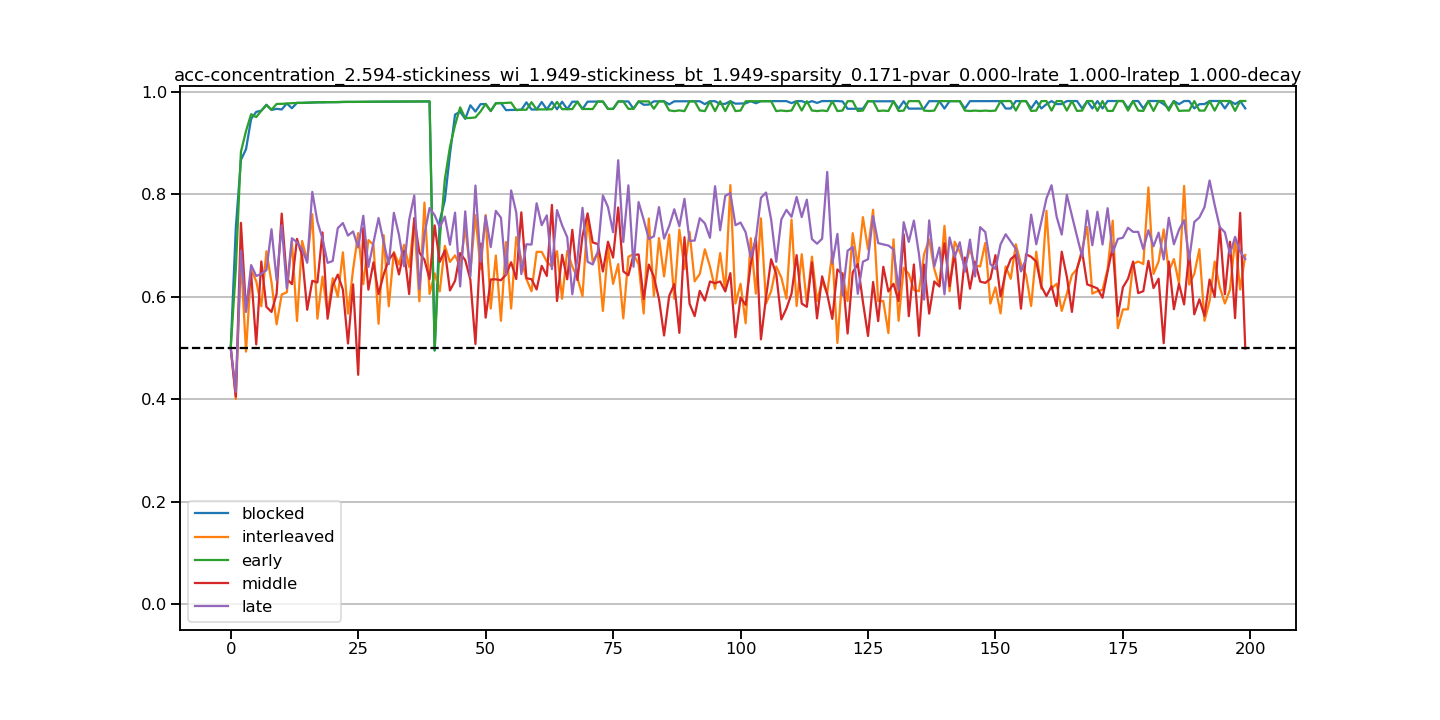 acc-concentration_2.594-stickiness_wi_1.949-stickiness_bt_1.949-sparsity_0.171-pvar_0.000-lrate_1.000-lratep_1.000-decay
1.0
0.8
0.6
0.4
0.2
0.0
blocked
interleaved
early
middle
late
0 25 50 75 100 125 150 175 200